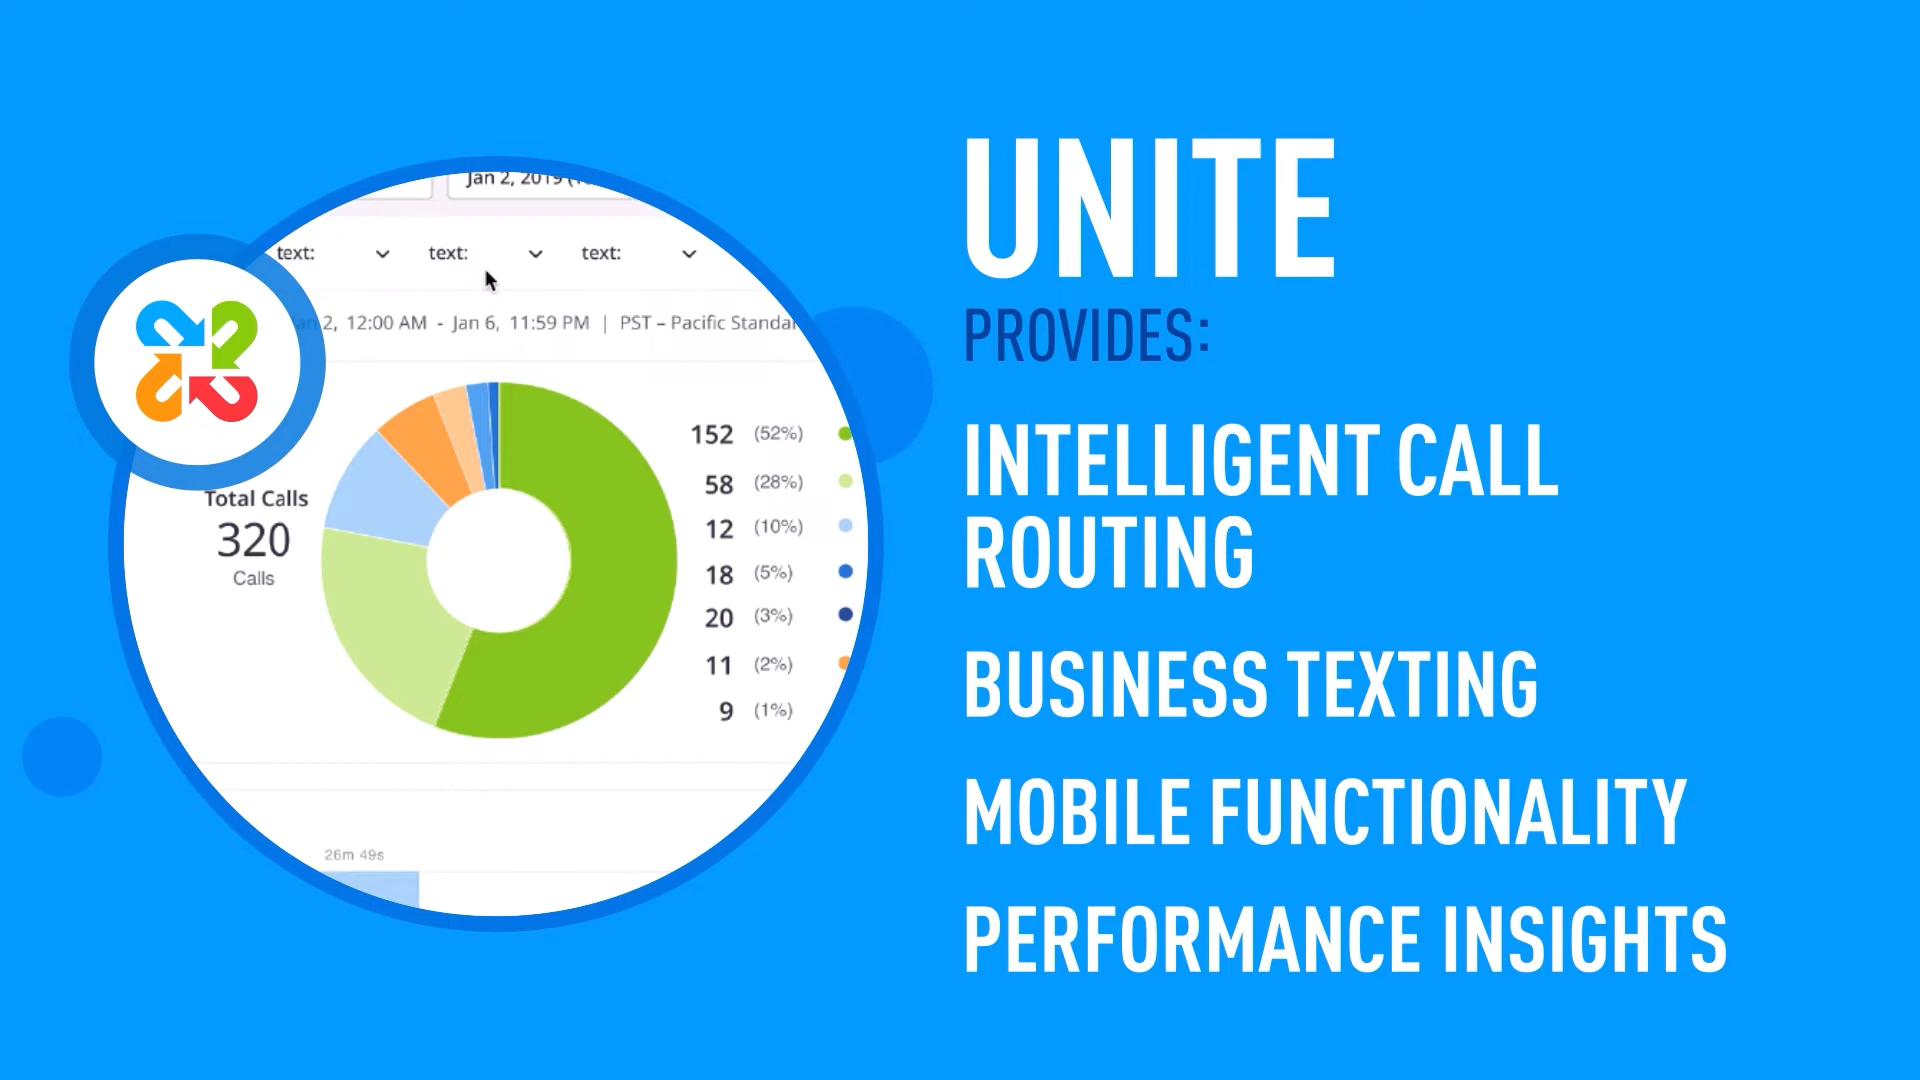 Jan 2, 2019
text: text: text:
2, 12:00 AM - Jan 6, 11:59 PM | PST – Pacific
152 (52%)
58 (28%)
12 (10%)
18 (5%)
20 (3%)
11 (2%)
9 (1%)
Total Calls
320
Calls
26m 49s
UNITE
PROVIDES:
INTELLIGENT CALL
ROUTING
BUSINESS TEXTING
MOBILE FUNCTIONALITY
PERFORMANCE INSIGHTS